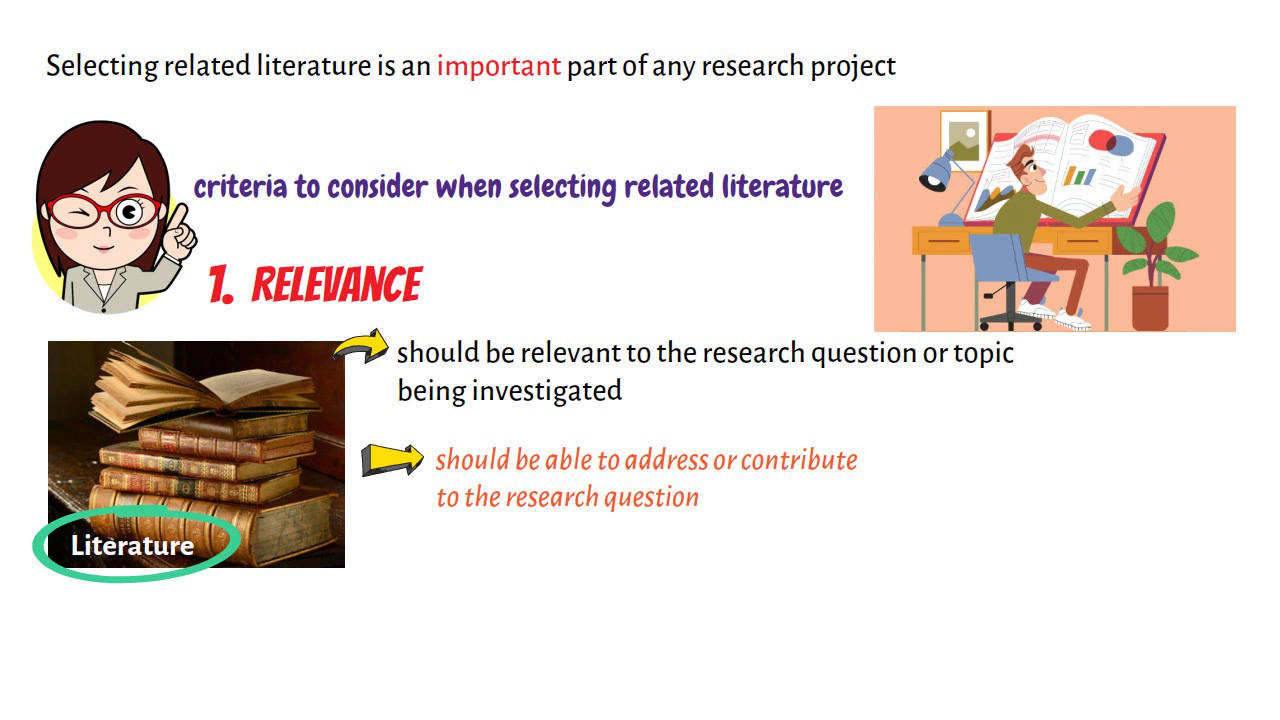 Selecting related literature is an important part of any research project
criteria to consider when selecting related literature
1. RELEVANCE
should be relevant to the research question or topic
being investigated
should be able to address or contribute
to the research question
Literature